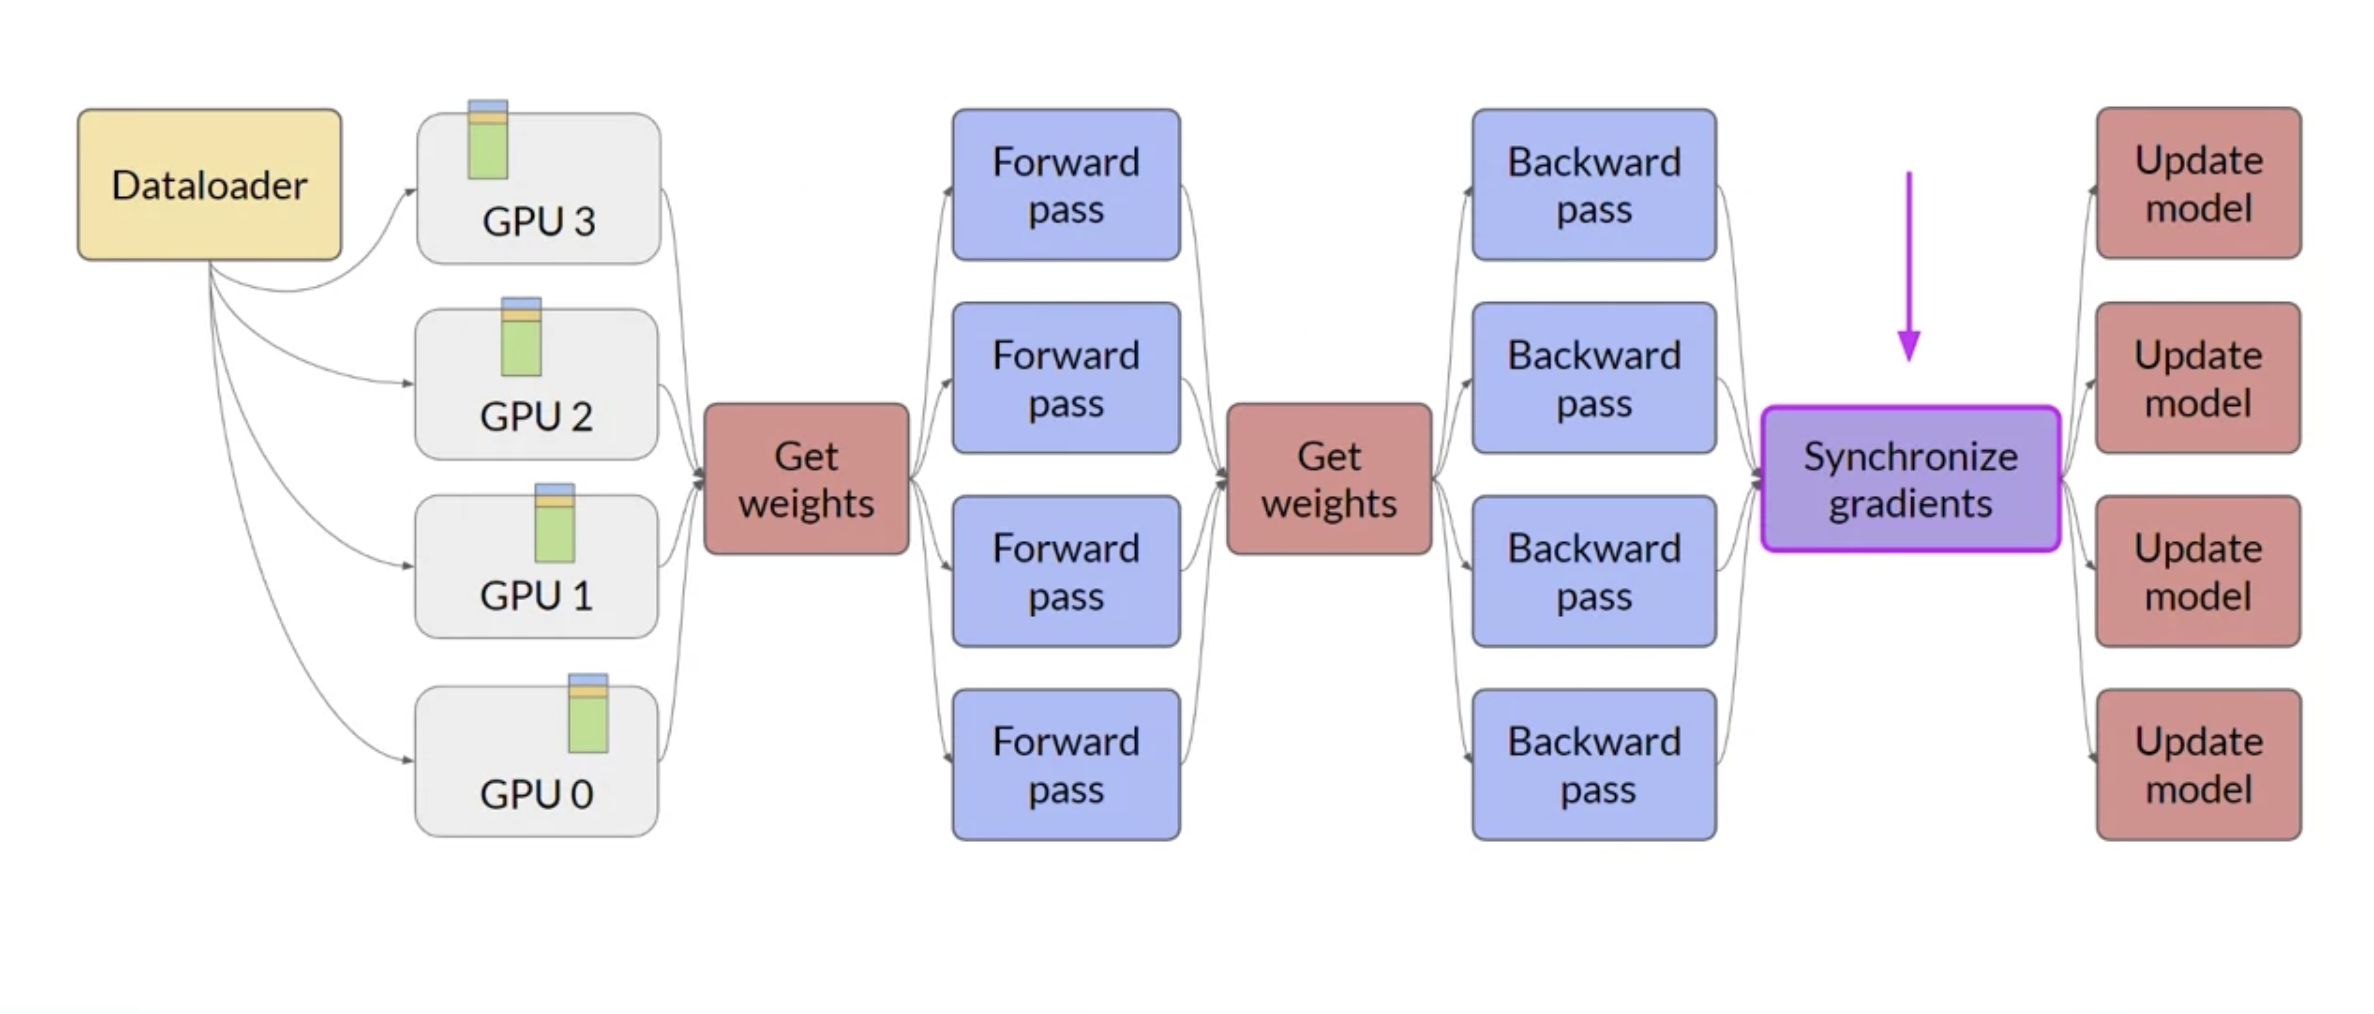 Dataloader
GPU 3
GPU 2
GPU 1
GPU 0
Get
weights
Forward
pass
Forward
pass
Forward
pass
Forward
pass
Get
weights
Backward
pass
Backward
pass
Backward
pass
Backward
pass
Synchronize
gradients
Update
model
Update
model
Update
model
Update
model